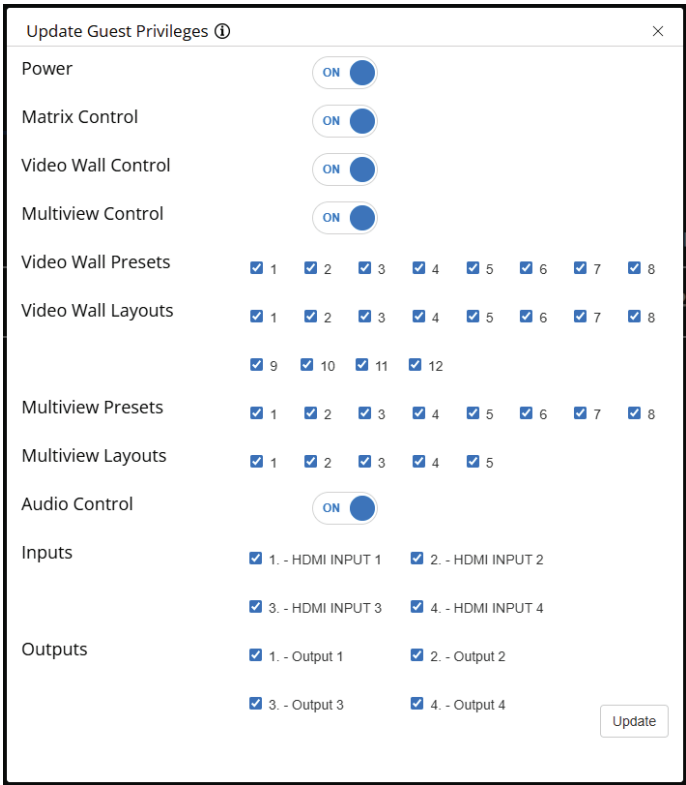 Update Guest Privileges
Power ON
Matrix Control ON
Video Wall Control ON
Multiview Control ON
Video Wall Presets 1 2 3 4 5 6 7 8
Video Wall Layouts 1 2 3 4 5 6 7 8
9 10 11 12
Multiview Presets 1 2 3 4 5 6 7 8
Multiview Layouts 1 2 3 4 5
Audio Control ON
Inputs 1. - HDMI INPUT 1 2. - HDMI INPUT 2
3. - HDMI INPUT 3 4. - HDMI INPUT 4
Outputs 1. - Output 1 2. - Output 2
3. - Output 3 4. - Output 4
Update